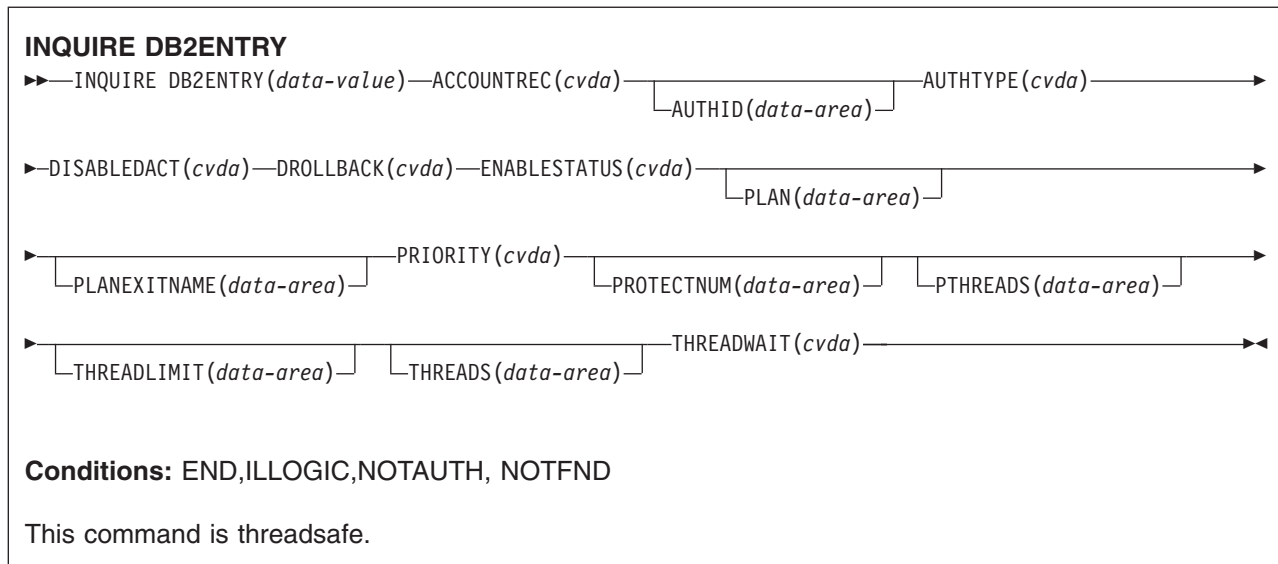 INQUIRE DB2ENTRY
INQUIRE DB2ENTRY(data-value) ACCOUNTREC(cvda) AUTHTYPE(cvda)
AUTHID(data-area)
DISABLEDACT(cvda) DROLLBACK(cvda) ENABLESTATUS(cvda)
PLAN(data-area)
PRIORITY(cvda)
PLANEXITNAME(data-area) PROTECTNUM(data-area) PTHREADS(data-area)
THREADWAIT(cvda)
THREADLIMIT(data-area) THREADS(data-area)
Conditions: END,ILLOGIC,NOTAUTH, NOTFND
This command is threadsafe.